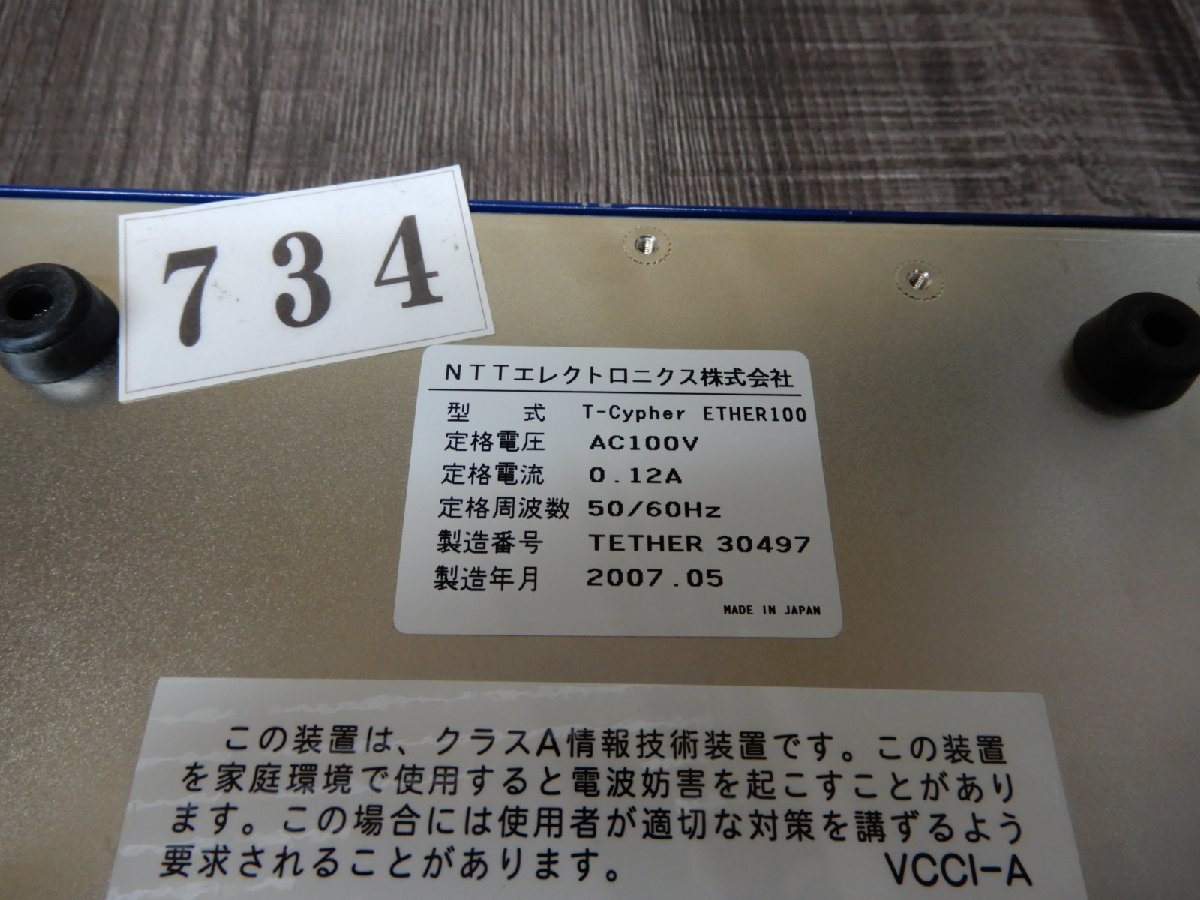 734
NTTエレクトロニクス株式会社
型 式 T-Cypher ETHER100
定格電圧 AC100V
定格電流 0.12A
定格周波数 50/60Hz
製造番号 TETHER 30497
製造年月 2007.05
MADE IN JAPAN
この装置は、クラスA情報技術装置です。この装置
を家庭環境で使用すると電波妨害を起こすことがあり
ます。この場合には使用者が適切な対策を講ずるよう
要求されることがあります。 VCCI-A